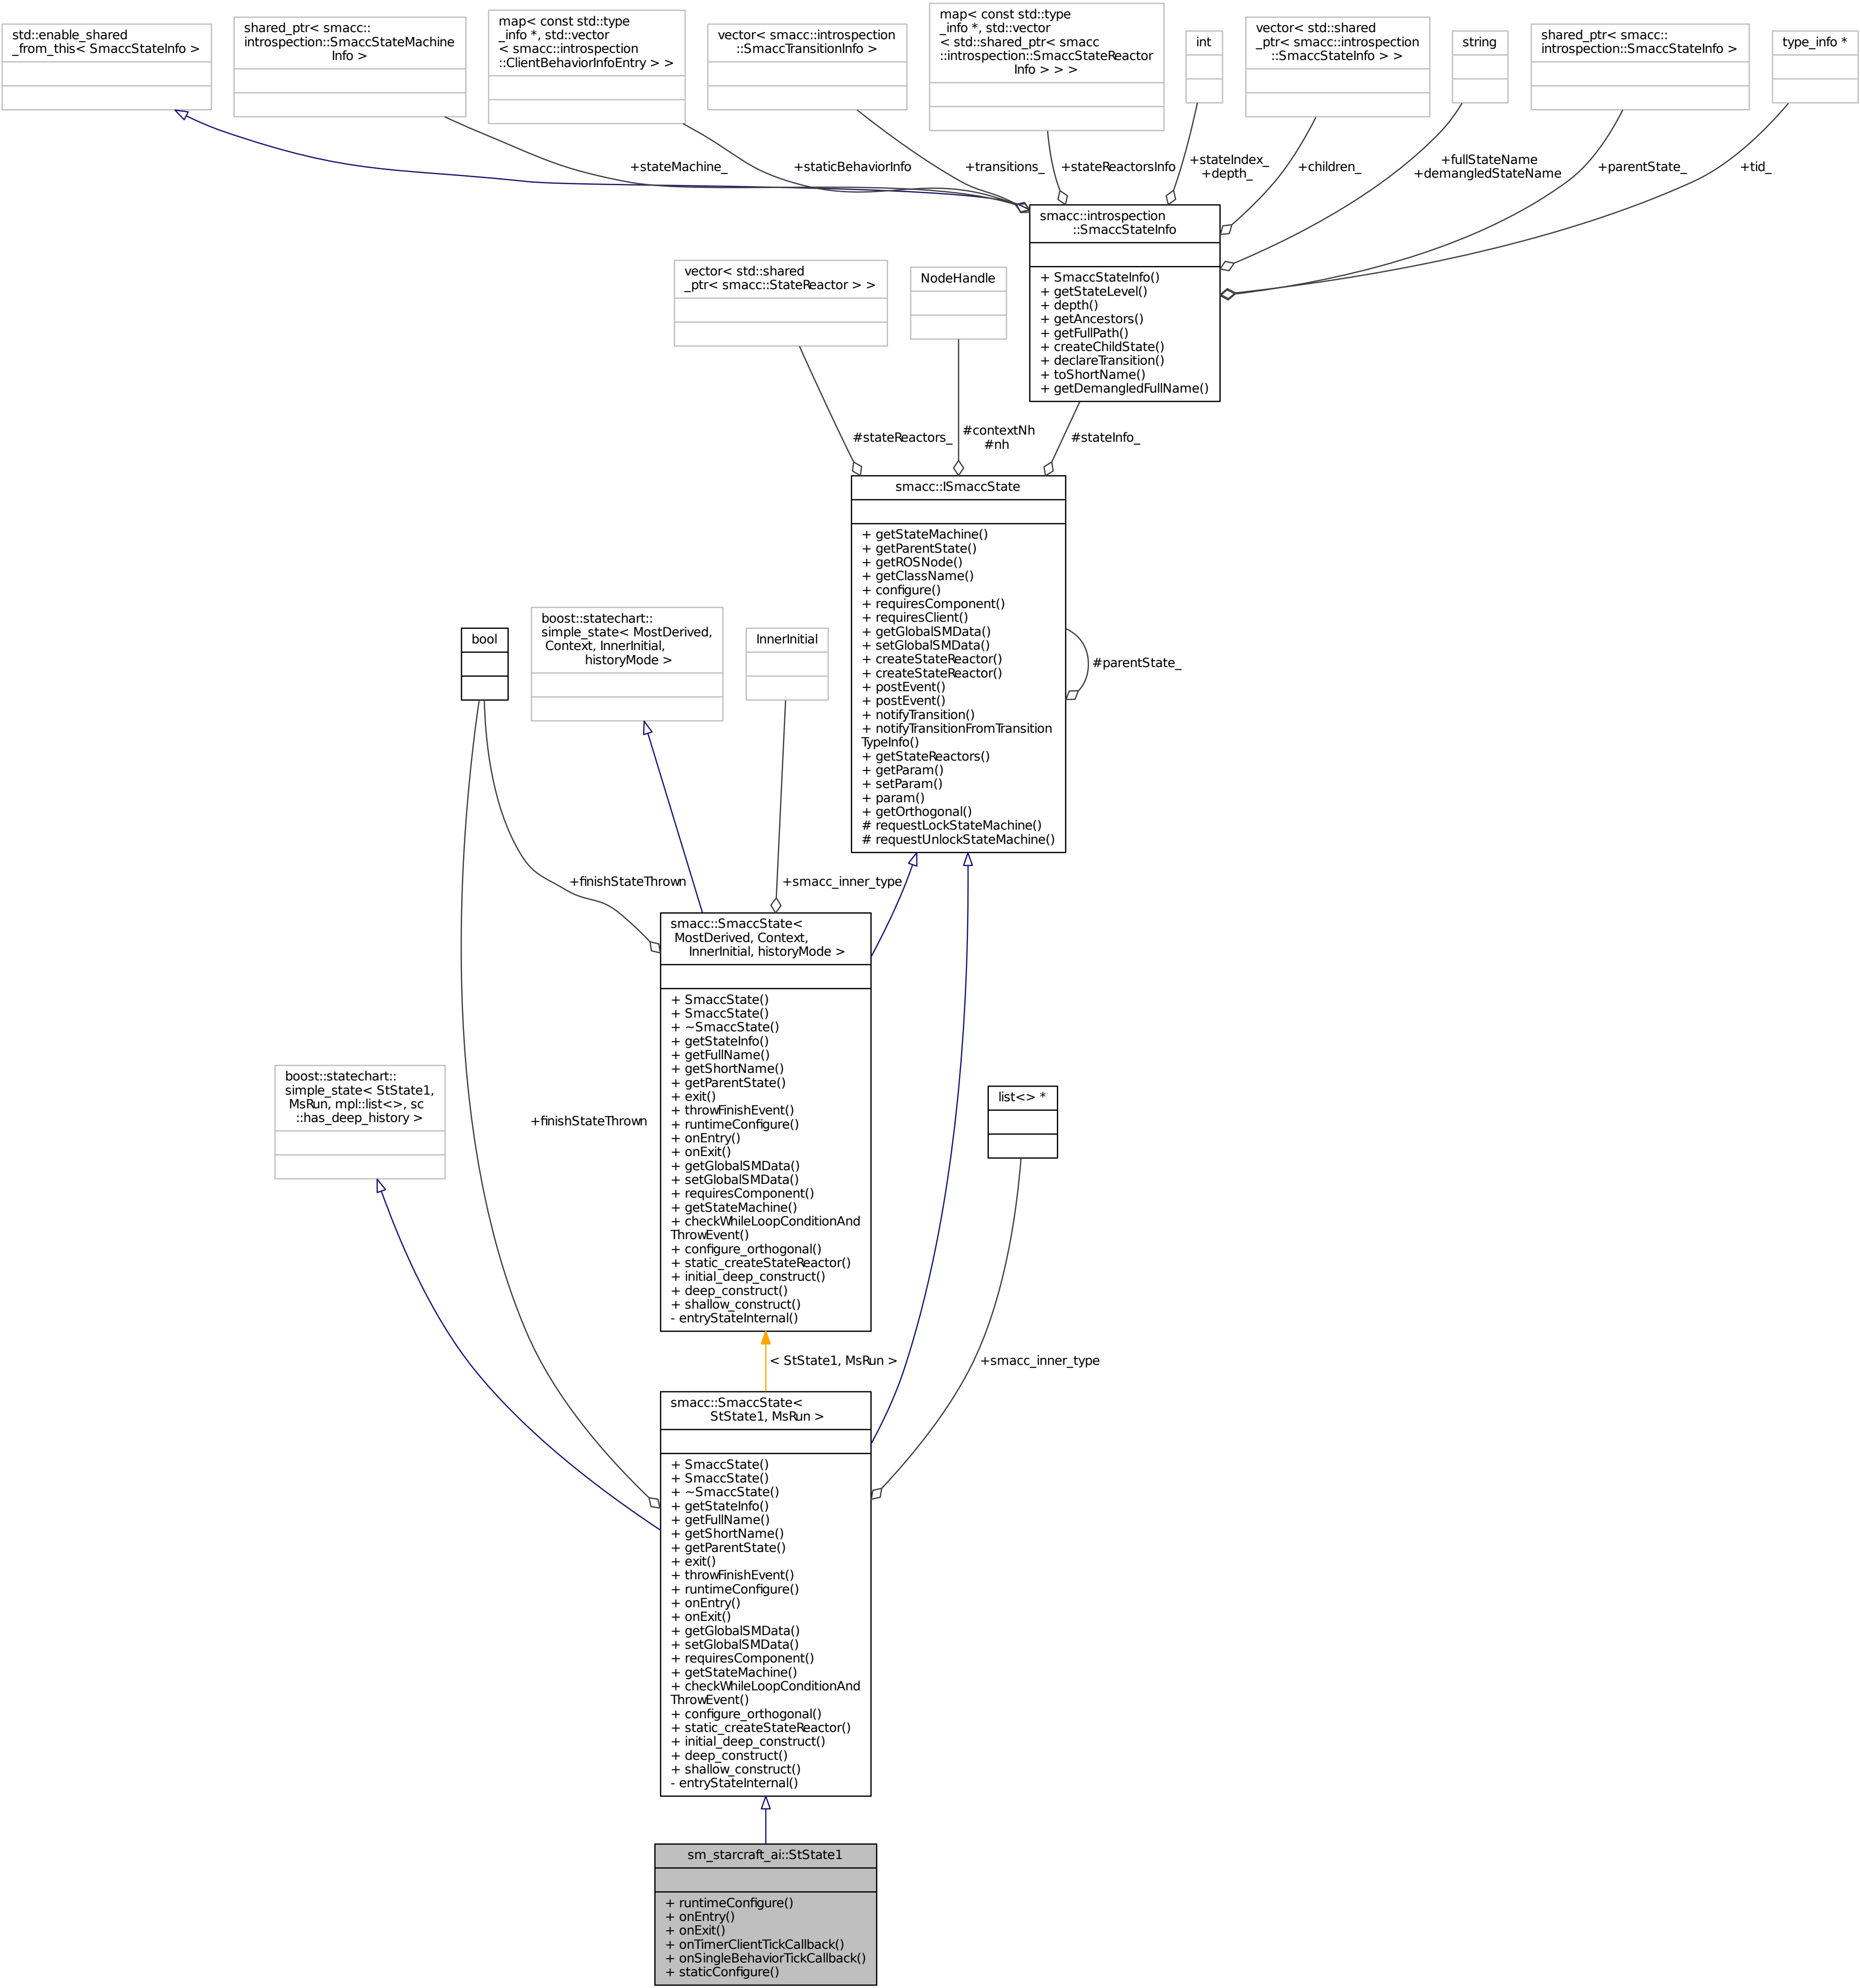 std::enable_shared
_from_this< SmaccStateInfo >
shared_ptr< smacc::
introspection::SmaccStateMachine
Info >
map< const std::type
_info *, std::vector
< smacc::introspection
::ClientBehaviorInfoEntry > >
vector< smacc::introspection
::SmaccTransitionInfo >
map< const std::type
_info *, std::vector
< std::shared_ptr< smacc
::introspection::SmaccStateReactor
Info > > >
int
vector< std::shared
_ptr< smacc::introspection
::SmaccStateInfo > >
string
shared_ptr< smacc::
introspection::SmaccStateInfo >
type_info *
+stateMachine_
+staticBehaviorInfo
+transitions_
+stateReactorsInfo
+stateIndex_
+depth_
+children_
+fullStateName
+demangledStateName
+parentState_
+tid_
smacc::introspection
::SmaccStateInfo
+ SmaccStateInfo()
+ getStateLevel()
+ depth()
+ getAncestors()
+ getFullPath()
+ createChildState()
+ declareTransition()
+ toShortName()
+ getDemangledFullName()
vector< std::shared
_ptr< smacc::StateReactor > >
NodeHandle
#stateReactors_
#contextNh
#nh
#stateInfo_
smacc::ISmaccState
+ getStateMachine()
+ getParentState()
+ getROSNode()
+ getClassName()
+ configure()
+ requiresComponent()
+ requiresClient()
+ getGlobalSMData()
+ setGlobalSMData()
+ createStateReactor()
+ createStateReactor()
+ postEvent()
+ postEvent()
+ notifyTransition()
+ notifyTransitionFromTransition
TypeInfo()
+ getStateReactors()
+ getParam()
+ setParam()
+ param()
+ getOrthogonal()
# requestLockStateMachine()
# requestUnlockStateMachine()
#parentState_
bool
boost::statechart::
simple_state< MostDerived,
Context, InnerInitial,
historyMode >
InnerInitial
+finishStateThrown
+smacc_inner_type
smacc::SmaccState<
MostDerived, Context,
InnerInitial, historyMode >
+ SmaccState()
+ SmaccState()
+ ~SmaccState()
+ getStateInfo()
+ getFullName()
+ getShortName()
+ getParentState()
+ exit()
+ throwFinishEvent()
+ runtimeConfigure()
+ onEntry()
+ onExit()
+ getGlobalSMData()
+ setGlobalSMData()
+ requiresComponent()
+ getStateMachine()
+ checkWhileLoopConditionAnd
ThrowEvent()
+ configure_orthogonal()
+ static_createStateReactor()
+ initial_deep_construct()
+ deep_construct()
+ shallow_construct()
- entryStateInternal()
boost::statechart::
simple_state< StState1,
MsRun, mpl::list<>, sc
::has_deep_history >
+finishStateThrown
list<> *
< StState1, MsRun >
+smacc_inner_type
smacc::SmaccState<
StState1, MsRun >
+ SmaccState()
+ SmaccState()
+ ~SmaccState()
+ getStateInfo()
+ getFullName()
+ getShortName()
+ getParentState()
+ exit()
+ throwFinishEvent()
+ runtimeConfigure()
+ onEntry()
+ onExit()
+ getGlobalSMData()
+ setGlobalSMData()
+ requiresComponent()
+ getStateMachine()
+ checkWhileLoopConditionAnd
ThrowEvent()
+ configure_orthogonal()
+ static_createStateReactor()
+ initial_deep_construct()
+ deep_construct()
+ shallow_construct()
- entryStateInternal()
sm_starcraft_ai::StState1
+ runtimeConfigure()
+ onEntry()
+ onExit()
+ onTimerClientTickCallback()
+ onSingleBehaviorTickCallback()
+ staticConfigure()